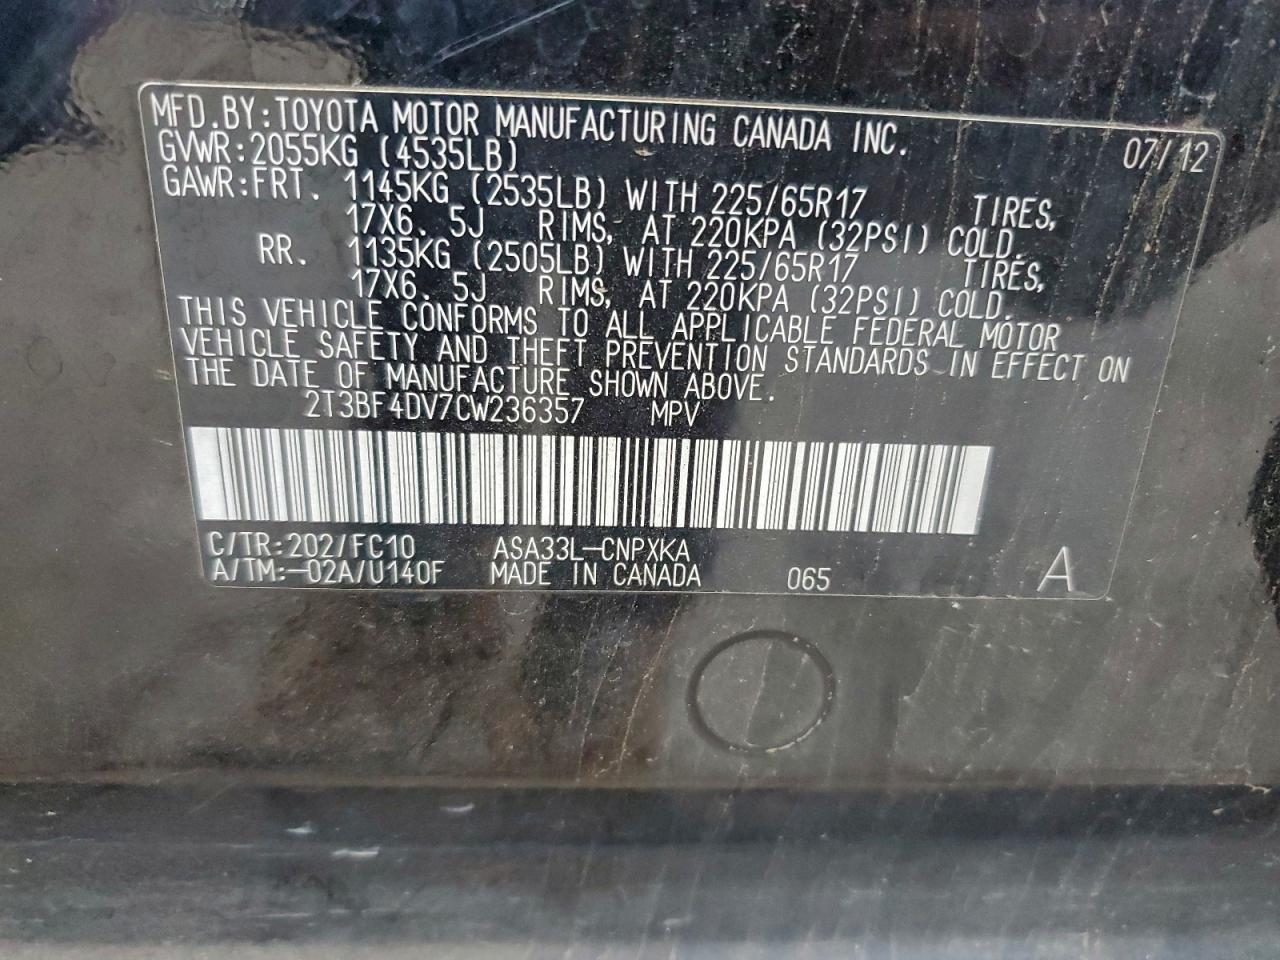 MFD.BY:TOYOTA MOTOR MANUFACTURING CANADA INC. 07/12
GVWR:2055KG (4535LB)
GAWR:FRT. 1145KG (2535LB) WITH 225/65R17 TIRES,
17X6.5J RIMS, AT 220KPA (32PSI) COLD.
RR. 1135KG (2505LB) WITH 225/65R17 TIRES,
17X6.5J RIMS, AT 220KPA (32PSI) COLD.
THIS VEHICLE CONFORMS TO ALL APPLICABLE FEDERAL MOTOR
VEHICLE SAFETY AND THEFT PREVENTION STANDARDS IN EFFECT ON
THE DATE OF MANUFACTURE SHOWN ABOVE.
2T3BF4DV7CW236357 MPV
C/TR:202/FC10 ASA33L-CNPXKA
A/TM:-02A/U140F MADE IN CANADA 065 A